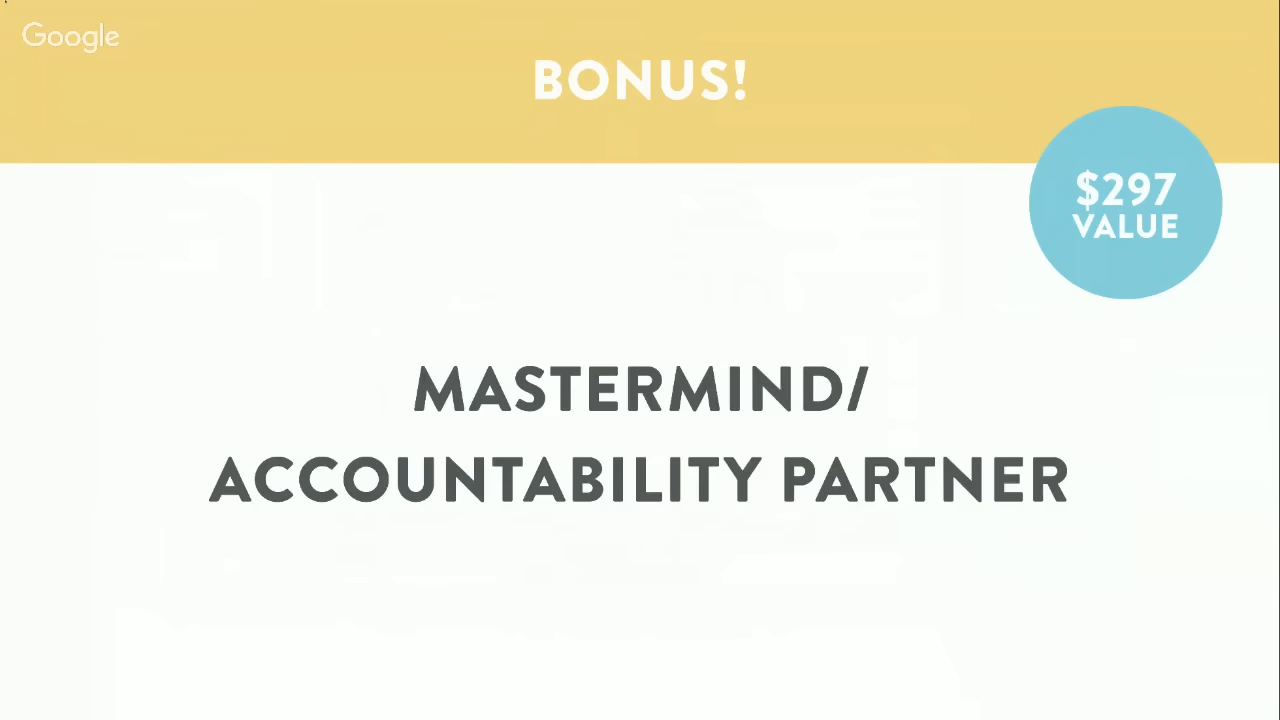 Google
BONUS!
$297
VALUE
MASTERMIND/
ACCOUNTABILITY PARTNER